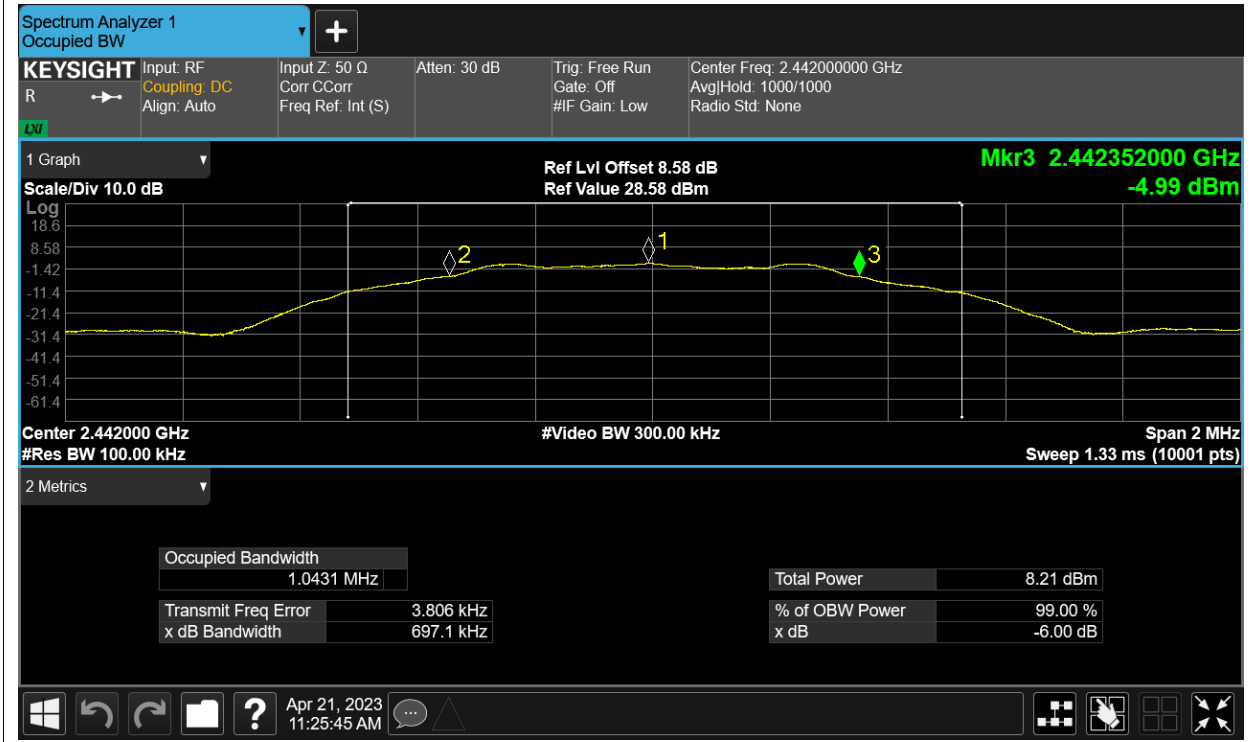 Spectrum Analyzer 1
Occupied BW
KEYSIGHT Input: RF Input Z: 50 Ω Atten: 30 dB Trig: Free Run Center Freq: 2.442000000 GHz
R Coupling: DC Corr CCorr Gate: Off Avg|Hold: 1000/1000
Align: Auto Freq Ref: Int (S) #IF Gain: Low Radio Std: None
LXI
1 Graph Ref Lvl Offset 8.58 dB Mkr3 2.442352000 GHz
Scale/Div 10.0 dB Ref Value 28.58 dBm -4.99 dBm
Log
18.6
8.58
-1.42
-11.4
-21.4
-31.4
-41.4
-51.4
-61.4
2 1 3
Center 2.442000 GHz #Video BW 300.00 kHz Span 2 MHz
#Res BW 100.00 kHz Sweep 1.33 ms (10001 pts)
2 Metrics
Occupied Bandwidth
1.0431 MHz Total Power 8.21 dBm
Transmit Freq Error 3.806 kHz % of OBW Power 99.00 %
x dB Bandwidth 697.1 kHz x dB -6.00 dB
? Apr 21, 2023
11:25:45 AM